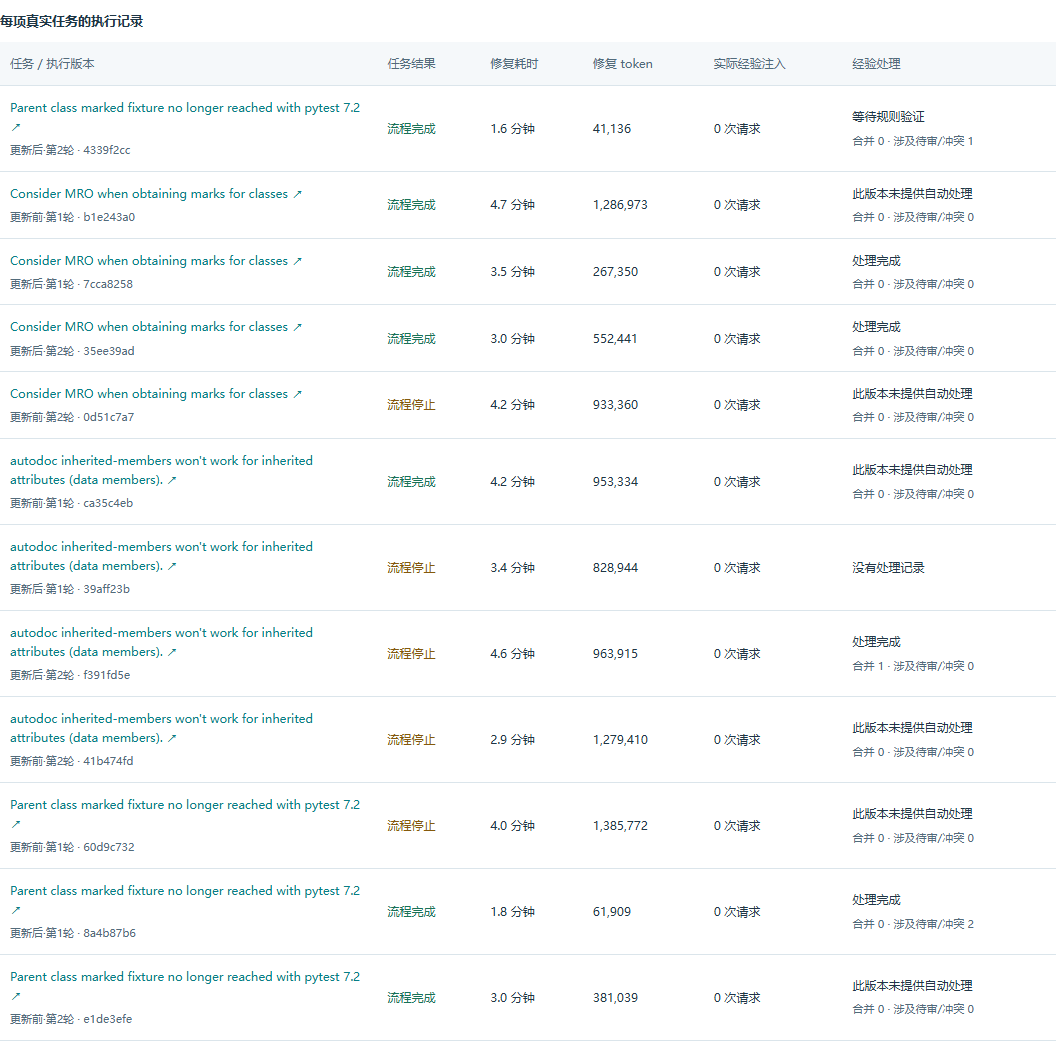 每项真实任务的执行记录
任务 / 执行版本 任务结果 修复耗时 修复 token 实际经验注入 经验处理
Parent class marked fixture no longer reached with pytest 7.2
↗
更新后·第2轮 · 4339f2cc
流程完成 1.6 分钟 41,136 0 次请求
等待规则验证
合并 0 · 涉及待审/冲突 1
Consider MRO when obtaining marks for classes ↗
更新前·第1轮 · b1e243a0
流程完成 4.7 分钟 1,286,973 0 次请求
此版本未提供自动处理
合并 0 · 涉及待审/冲突 0
Consider MRO when obtaining marks for classes ↗
更新后·第1轮 · 7cca8258
流程完成 3.5 分钟 267,350 0 次请求
处理完成
合并 0 · 涉及待审/冲突 0
Consider MRO when obtaining marks for classes ↗
更新后·第2轮 · 35ee39ad
流程完成 3.0 分钟 552,441 0 次请求
处理完成
合并 0 · 涉及待审/冲突 0
Consider MRO when obtaining marks for classes ↗
更新前·第2轮 · 0d51c7a7
流程停止 4.2 分钟 933,360 0 次请求
此版本未提供自动处理
合并 0 · 涉及待审/冲突 0
autodoc inherited-members won't work for inherited
attributes (data members). ↗
更新前·第1轮 · ca35c4eb
流程完成 4.2 分钟 953,334 0 次请求
此版本未提供自动处理
合并 0 · 涉及待审/冲突 0
autodoc inherited-members won't work for inherited
attributes (data members). ↗
更新后·第1轮 · 39aff23b
流程停止 3.4 分钟 828,944 0 次请求
没有处理记录
autodoc inherited-members won't work for inherited
attributes (data members). ↗
更新后·第2轮 · f391fd5e
流程停止 4.6 分钟 963,915 0 次请求
处理完成
合并 1 · 涉及待审/冲突 0
autodoc inherited-members won't work for inherited
attributes (data members). ↗
更新前·第2轮 · 41b474fd
流程停止 2.9 分钟 1,279,410 0 次请求
此版本未提供自动处理
合并 0 · 涉及待审/冲突 0
Parent class marked fixture no longer reached with pytest 7.2
↗
更新前·第1轮 · 60d9c732
流程停止 4.0 分钟 1,385,772 0 次请求
此版本未提供自动处理
合并 0 · 涉及待审/冲突 0
Parent class marked fixture no longer reached with pytest 7.2
↗
更新后·第1轮 · 8a4b87b6
流程完成 1.8 分钟 61,909 0 次请求
处理完成
合并 0 · 涉及待审/冲突 2
Parent class marked fixture no longer reached with pytest 7.2
↗
更新前·第2轮 · e1de3efe
流程完成 3.0 分钟 381,039 0 次请求
此版本未提供自动处理
合并 0 · 涉及待审/冲突 0